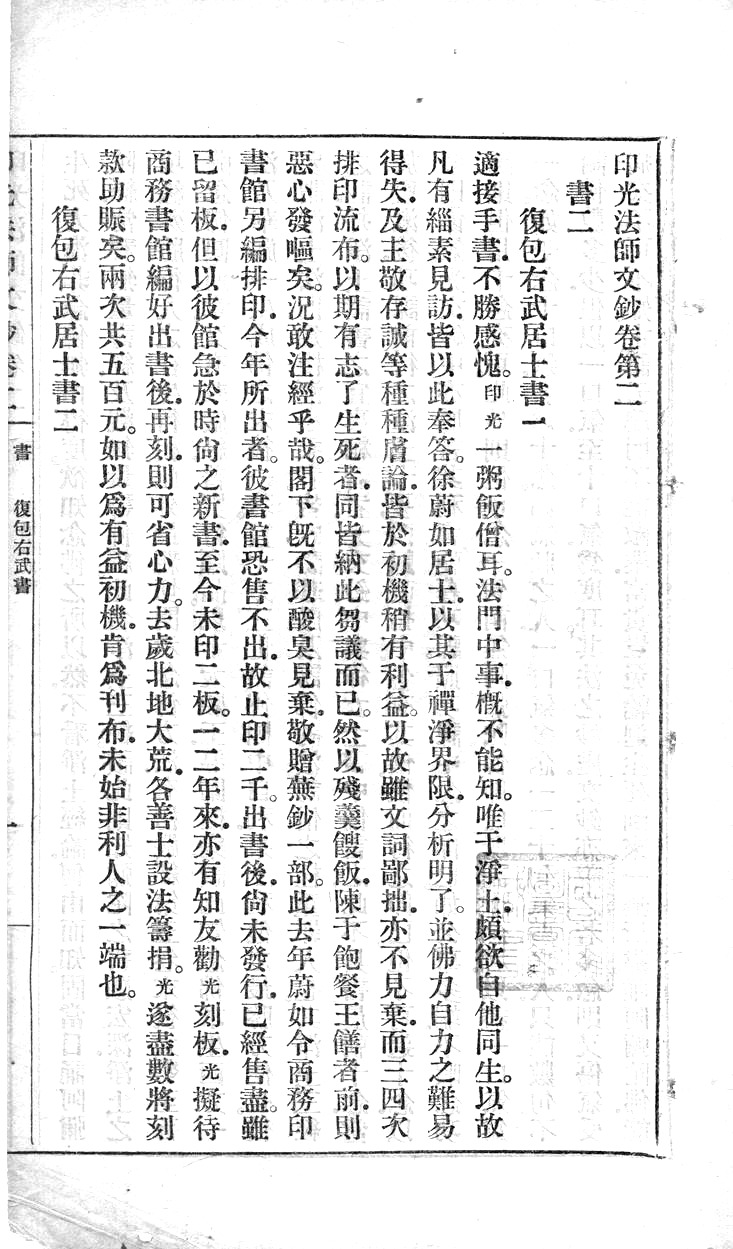 印光法師文鈔卷第二
書二
復包右武居士書一
適接手書。不勝感愧。印光一粥飯僧耳。法門中事。槪不能知。唯于淨土。頗欲自他同生。以故
凡有緇素見訪。皆以此奉答。徐蔚如居士。以其于禪淨界限。分析明了。並佛力自力之難易
得失。及主敬存誠等種種膚論。皆於初機稍有利益。以故雖文詞鄙拙。亦不見棄。而三四次
排印流布。以期有志了生死者。同皆納此芻議而已。然以殘羹餿飯。陳于飽餐王饍者前。則
惡心發嘔矣。況敢注經乎哉。閣下旣不以酸臭見棄。敬贈蕪鈔一部。此去年蔚如令商務印
書館另編排印。今年所出者。彼書館恐售不出。故止印二千。出書後。尙未發行。已經售盡。雖
已留板。但以彼館急於時尙之新書。至今未印二板。一二年來。亦有知友勸光刻板。光擬待
商務書館編好出書後。再刻。則可省心力。去歲北地大荒。各善士設法籌捐。光遂盡數將刻
款助賑矣。兩次共五百元。如以爲有益初機。肯爲刊布。未始非利人之一端也。
復包右武居士書二
書 復包右武書
一